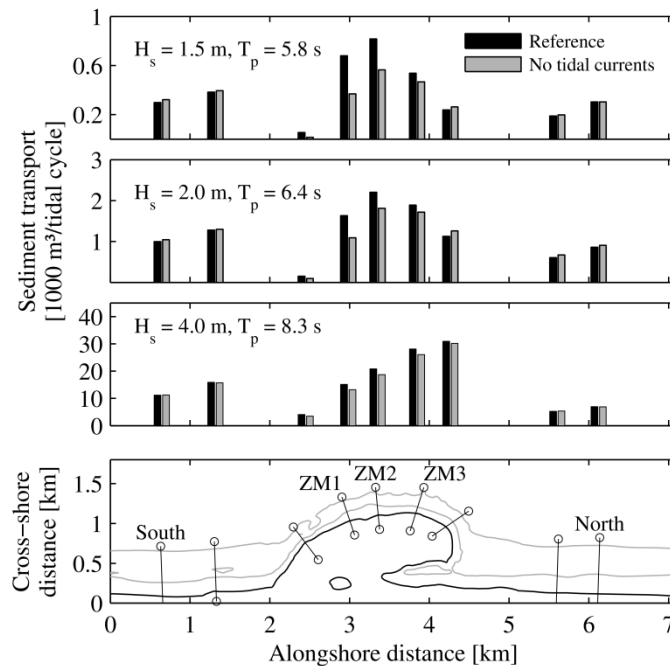 1
H_s = 1.5 m, T_p = 5.8 s
Reference
No tidal currents
0.6
0.2
3
H_s = 2.0 m, T_p = 6.4 s
2
1
Sediment transport
[1000 m³/tidal cycle]
H_s = 4.0 m, T_p = 8.3 s
40
30
20
10
0
1.5
1
0.5
0
Cross−shore
distance [km]
South
ZM1
ZM2
ZM3
North
0 1 2 3 4 5 6 7
Alongshore distance [km]